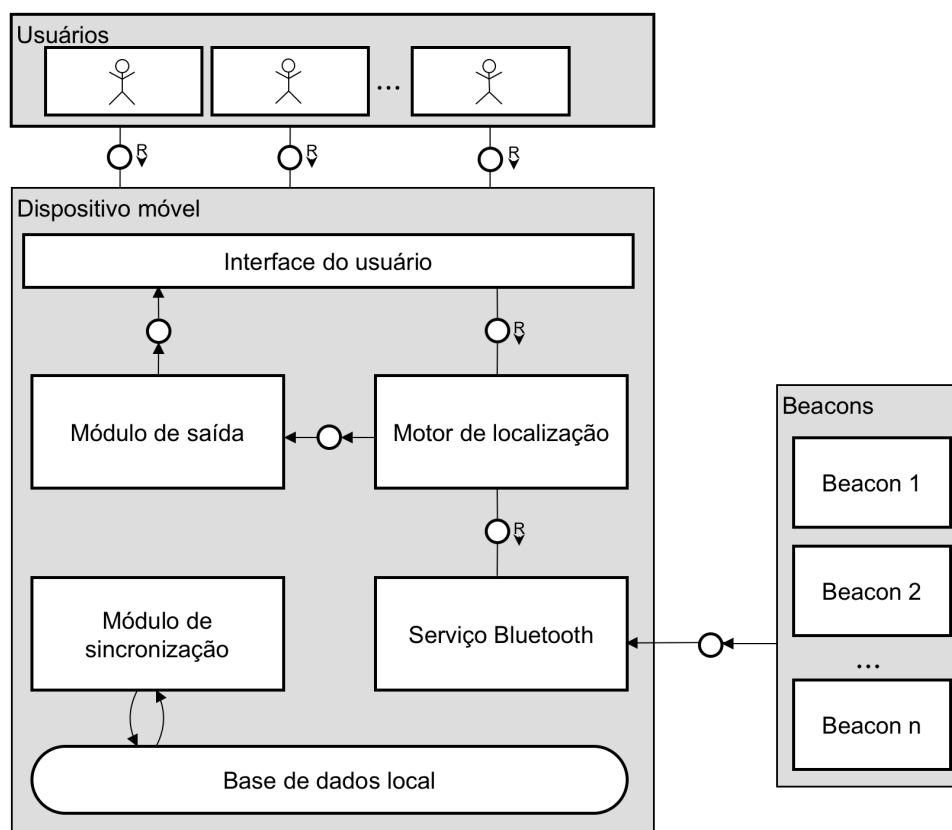 Usuários
...
R
R
R
Dispositivo móvel
Interface do usuário
R
Módulo de saída
Motor de localização
R
Módulo de
sincronização
Serviço Bluetooth
Base de dados local
Beacons
Beacon 1
Beacon 2
...
Beacon n